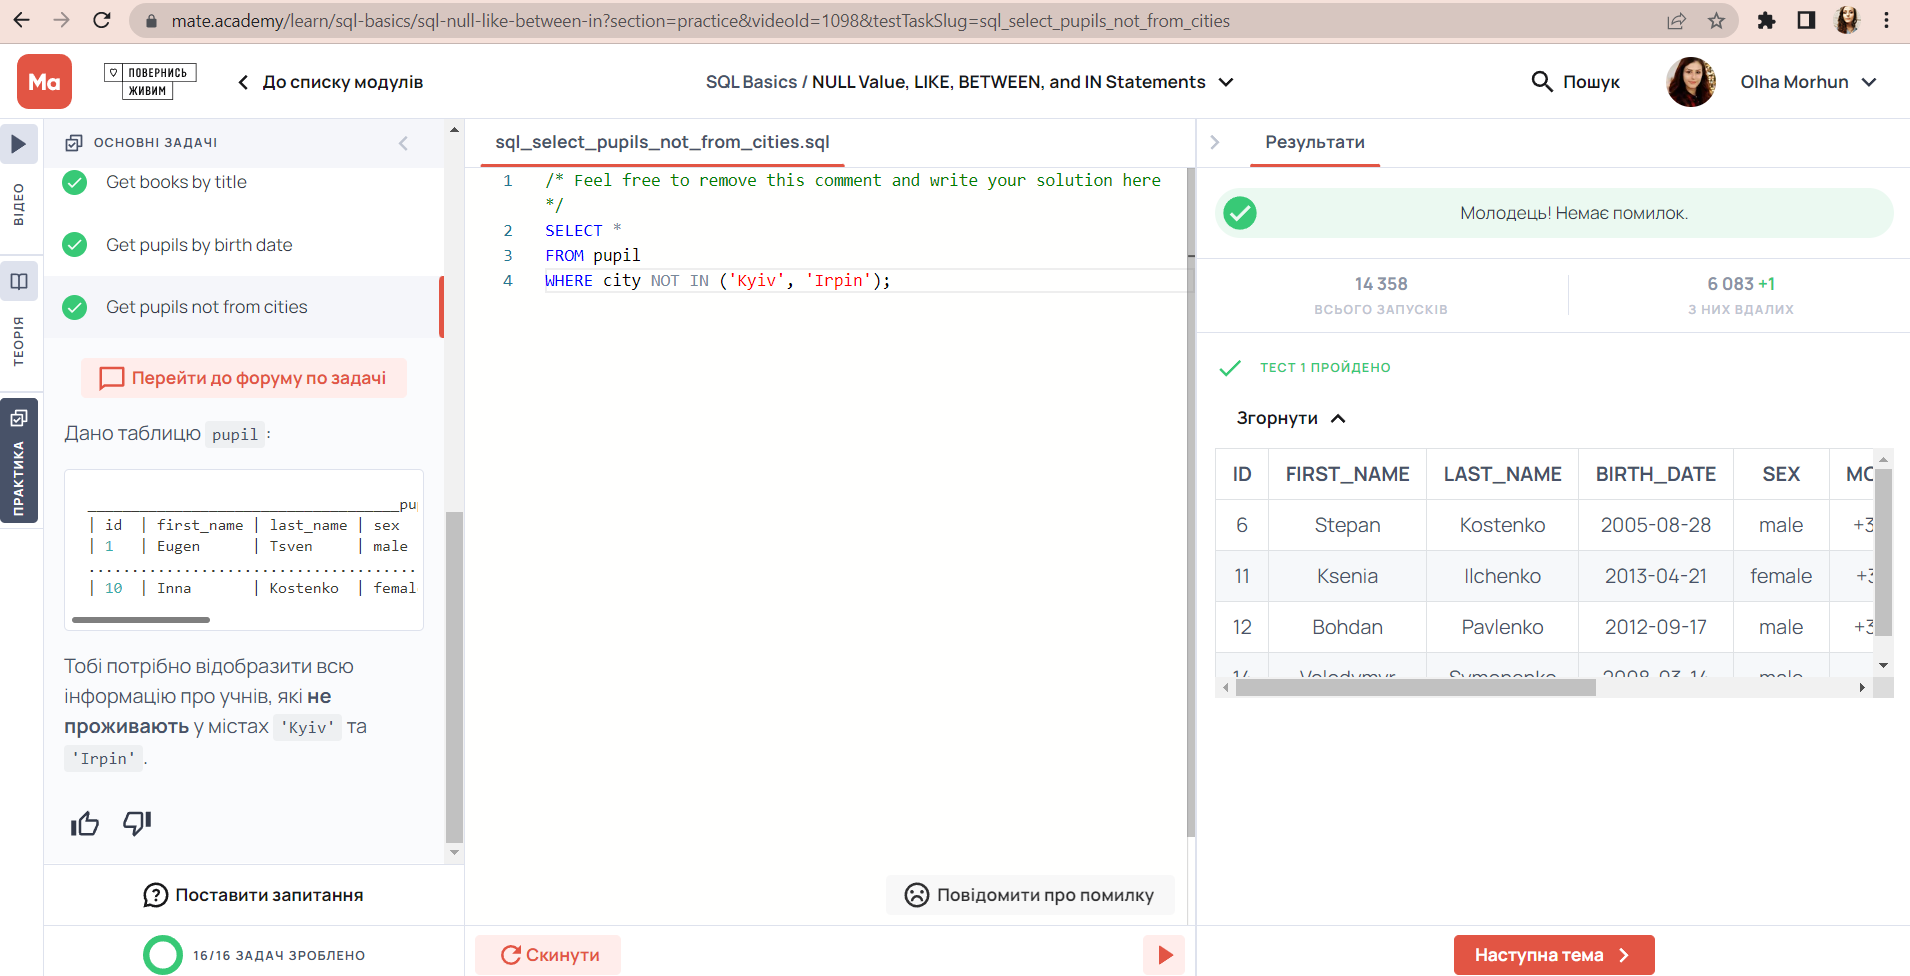 mate.academy/learn/sql-basics/sql-null-like-between-in?section=practice&videoId=1098&testTaskSlug=sql_select_pupils_not_from_cities
Ma
ПОВЕРНИСЬ
ЖИВИМ
До списку модулів
SQL Basics / NULL Value, LIKE, BETWEEN, and IN Statements
Пошук
Olha Morhun
ВІДЕО
ТЕОРІЯ
ПРАКТИКА
ОСНОВНІ ЗАДАЧІ
Get books by title
Get pupils by birth date
Get pupils not from cities
Перейти до форуму по задачі
Дано таблицю pupil :
_________________________________pu
| id | first_name | last_name | sex
| 1 | Eugen | Tsven | male
...................................
| 10 | Inna | Kostenko | femal
Тобі потрібно відобразити всю
інформацію про учнів, які не
проживають у містах 'Kyiv' та
'Irpin' .
Поставити запитання
16/16 ЗАДАЧ ЗРОБЛЕНО
sql_select_pupils_not_from_cities.sql
1 /* Feel free to remove this comment and write your solution here
*/
2 SELECT *
3 FROM pupil
4 WHERE city NOT IN ('Kyiv', 'Irpin');
Повідомити про помилку
Скинути
Результати
Молодець! Немає помилок.
14 358
ВСЬОГО ЗАПУСКІВ
6 083 +1
З НИХ ВДАЛИХ
ТЕСТ 1 ПРОЙДЕНО
Згорнути
ID FIRST_NAME LAST_NAME BIRTH_DATE SEX MO
6 Stepan Kostenko 2005-08-28 male +3
11 Ksenia Ilchenko 2013-04-21 female +3
12 Bohdan Pavlenko 2012-09-17 male +3
14 Volodymyr Symonenko 2008-03-14 male
Наступна тема